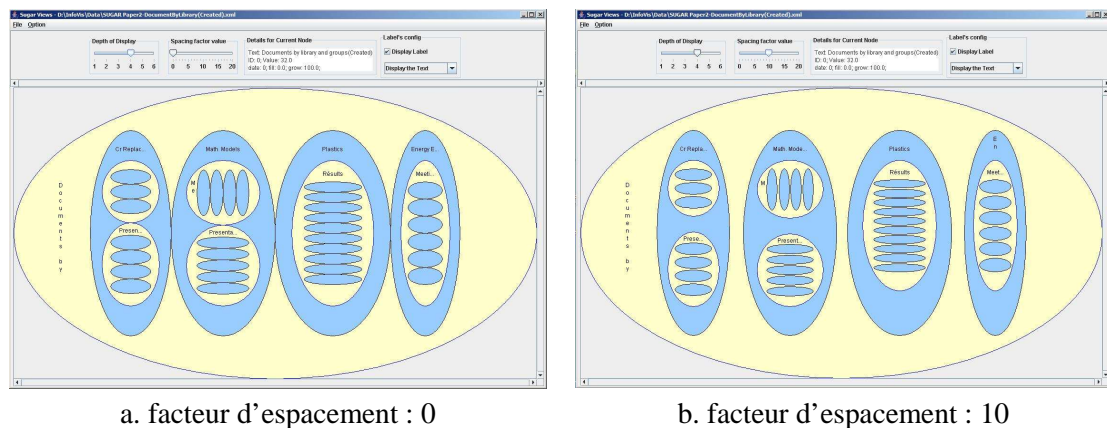 Sugar Views - D:\InfoVis\Data\SUGAR Paper2-DocumentByLibrary(Created).xml
File Option
Depth of Display
1 2 3 4 5 6
Spacing factor value
0 5 10 15 20
Details for Current Node
Text: Documents by library and groups(Created)
ID: 0; Value: 32.0
date: 0; fill: 0.0; grow:100.0;
Label's config
Display Label
Display the Text
Documents by
Cr Replac...
Presen...
Math. Models
Me
Presenta...
Plastics
Résults
Energy E...
Meeti...
a. facteur d'espacement : 0
Sugar Views - D:\InfoVis\Data\SUGAR Paper2-DocumentByLibrary(Created).xml
File Option
Depth of Display
1 2 3 4 5 6
Spacing factor value
0 5 10 15 20
Details for Current Node
Text: Documents by library and groups(Created)
ID: 0; Value: 32.0
date: 0; fill: 0.0; grow:100.0;
Label's config
Display Label
Display the Text
Documents by
Cr Repla...
Prese...
Math. Mode...
M
Present...
Plastics
Résults
En
Meet...
b. facteur d'espacement : 10